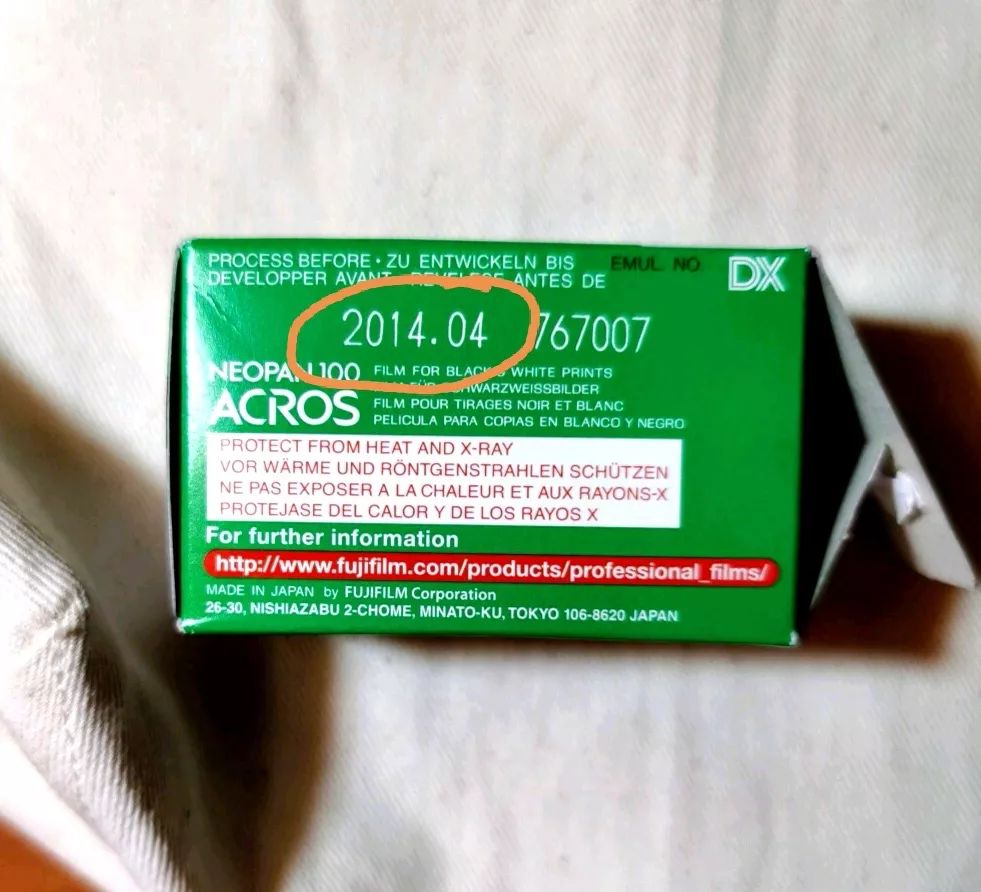 PROCESS BEFORE • ZU ENTWICKELN BIS EMUL. NO. DX
DEVELOPPER AVANT ANTES DE
2014.04 767007
NEOPAN 100 FILM FOR BLACK & WHITE PRINTS
FÜR SCHWARZWEISSBILDER
ACROS FILM POUR TIRAGES NOIR ET BLANC
PELICULA PARA COPIAS EN BLANCO Y NEGRO
PROTECT FROM HEAT AND X-RAY
VOR WÄRME UND RÖNTGENSTRAHLEN SCHÜTZEN
NE PAS EXPOSER A LA CHALEUR ET AUX RAYONS-X
PROTEJASE DEL CALOR Y DE LOS RAYOS X
For further information
http://www.fujifilm.com/products/professional_films/
MADE IN JAPAN by FUJIFILM Corporation
26-30, NISHIAZABU 2-CHOME, MINATO-KU, TOKYO 106-8620 JAPAN